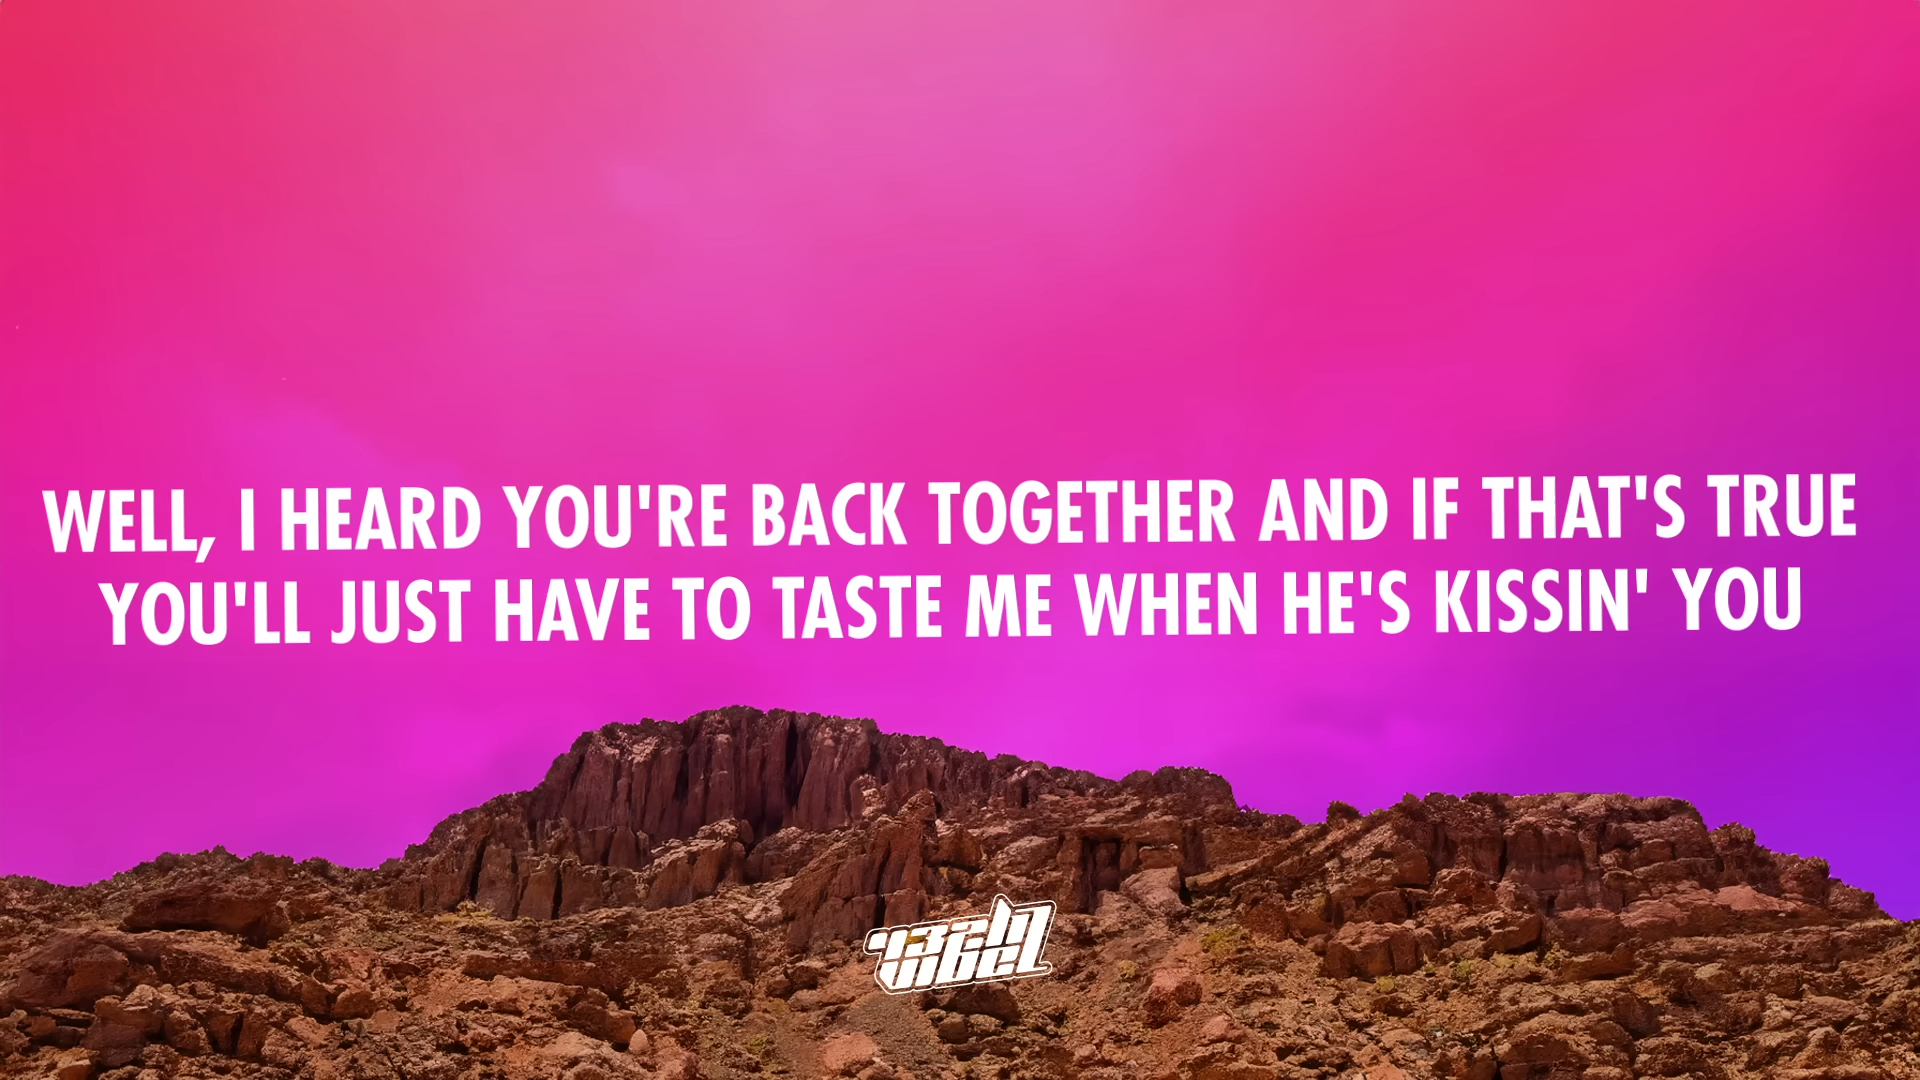 WELL, I HEARD YOU'RE BACK TOGETHER AND IF THAT'S TRUE
YOU'LL JUST HAVE TO TASTE ME WHEN HE'S KISSIN' YOU